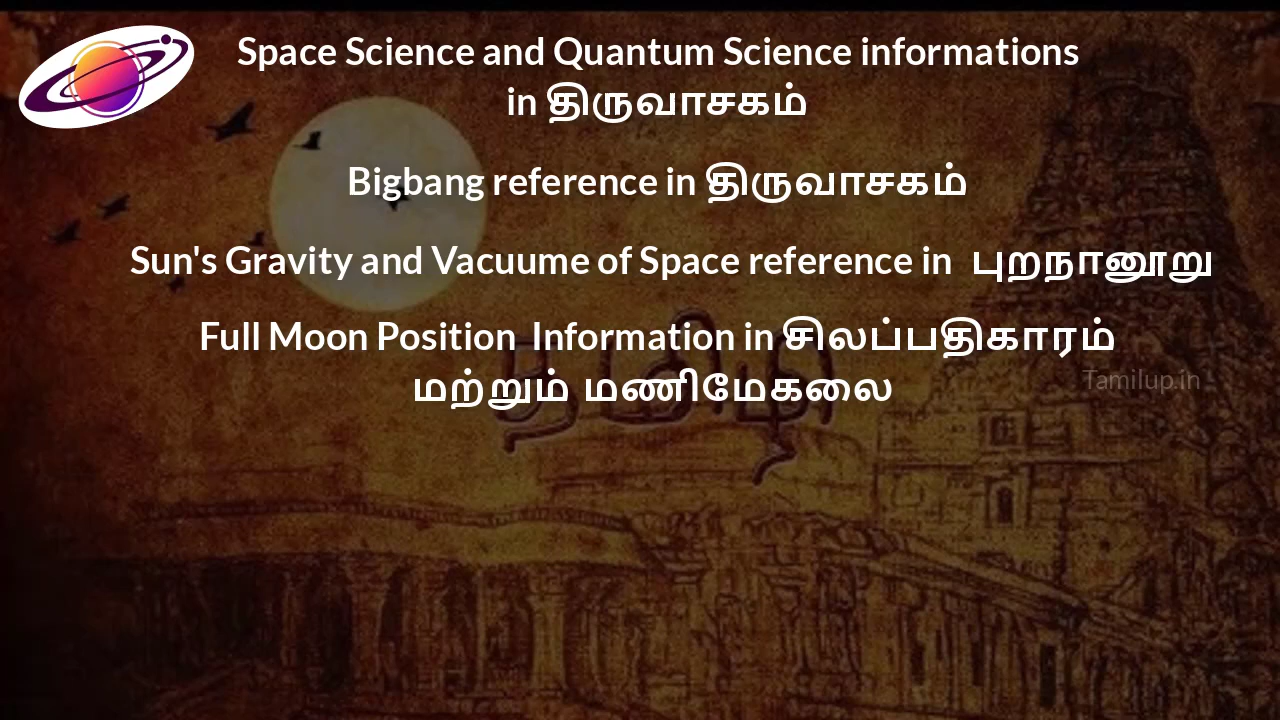 Space Science and Quantum Science informations
in திருவாசகம்
Bigbang reference in திருவாசகம்
Sun's Gravity and Vacuume of Space reference in புறநானூறு
Full Moon Position Information in சிலப்பதிகாரம்
மற்றும் மணிமேகலை
Tamilup.in
தமிழ்